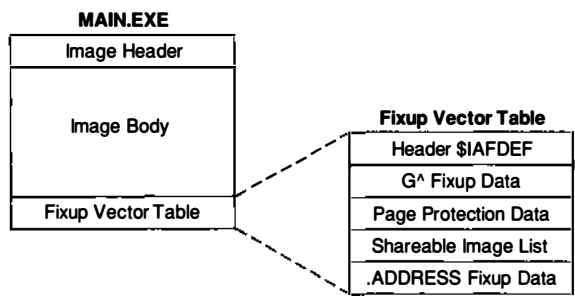 MAIN.EXE
Image Header
Image Body
Fixup Vector Table
Fixup Vector Table
Header $IAFDEF
G^ Fixup Data
Page Protection Data
Shareable Image List
.ADDRESS Fixup Data